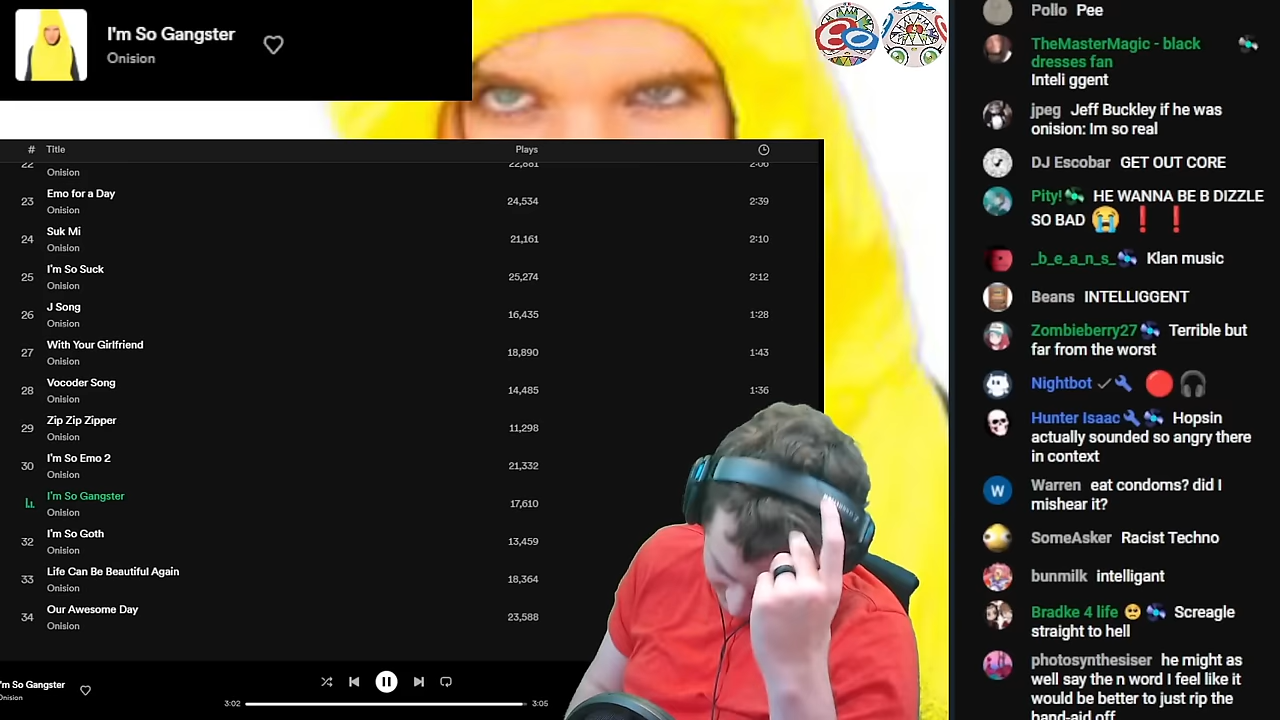 I'm So Gangster
Onision
# Title Plays
22 22,881 2:06
Onision
Emo for a Day
23 24,534 2:39
Onision
Suk Mi
24 21,161 2:10
Onision
I'm So Suck
25 25,274 2:12
Onision
J Song
26 16,435 1:28
Onision
With Your Girlfriend
27 18,890 1:43
Onision
Vocoder Song
28 14,485 1:36
Onision
Zip Zip Zipper
29 11,298
Onision
I'm So Emo 2
30 21,332
Onision
I'm So Gangster
17,610
Onision
I'm So Goth
32 13,459
Onision
Life Can Be Beautiful Again
33 18,364
Onision
Our Awesome Day
34 23,588
Onision
I'm So Gangster
Onision
3:02 3:05
Pollo Pee
TheMasterMagic - black
dresses fan
Inteli ggent
jpeg Jeff Buckley if he was
onision: Im so real
DJ Escobar GET OUT CORE
Pity! HE WANNA BE B DIZZLE
SO BAD 😭 ❗ ❗
_b_e_a_n_s_ Klan music
Beans INTELLIGGENT
Zombieberry27 Terrible but
far from the worst
Nightbot 🔴 🎧
Hunter Isaac Hopsin
actually sounded so angry there
in context
W
Warren eat condoms? did I
mishear it?
SomeAsker Racist Techno
bunmilk intelligant
Bradke 4 life 🥺 Screagle
straight to hell
photosynthesiser he might as
well say the n word I feel like it
would be better to just rip the
band-aid off